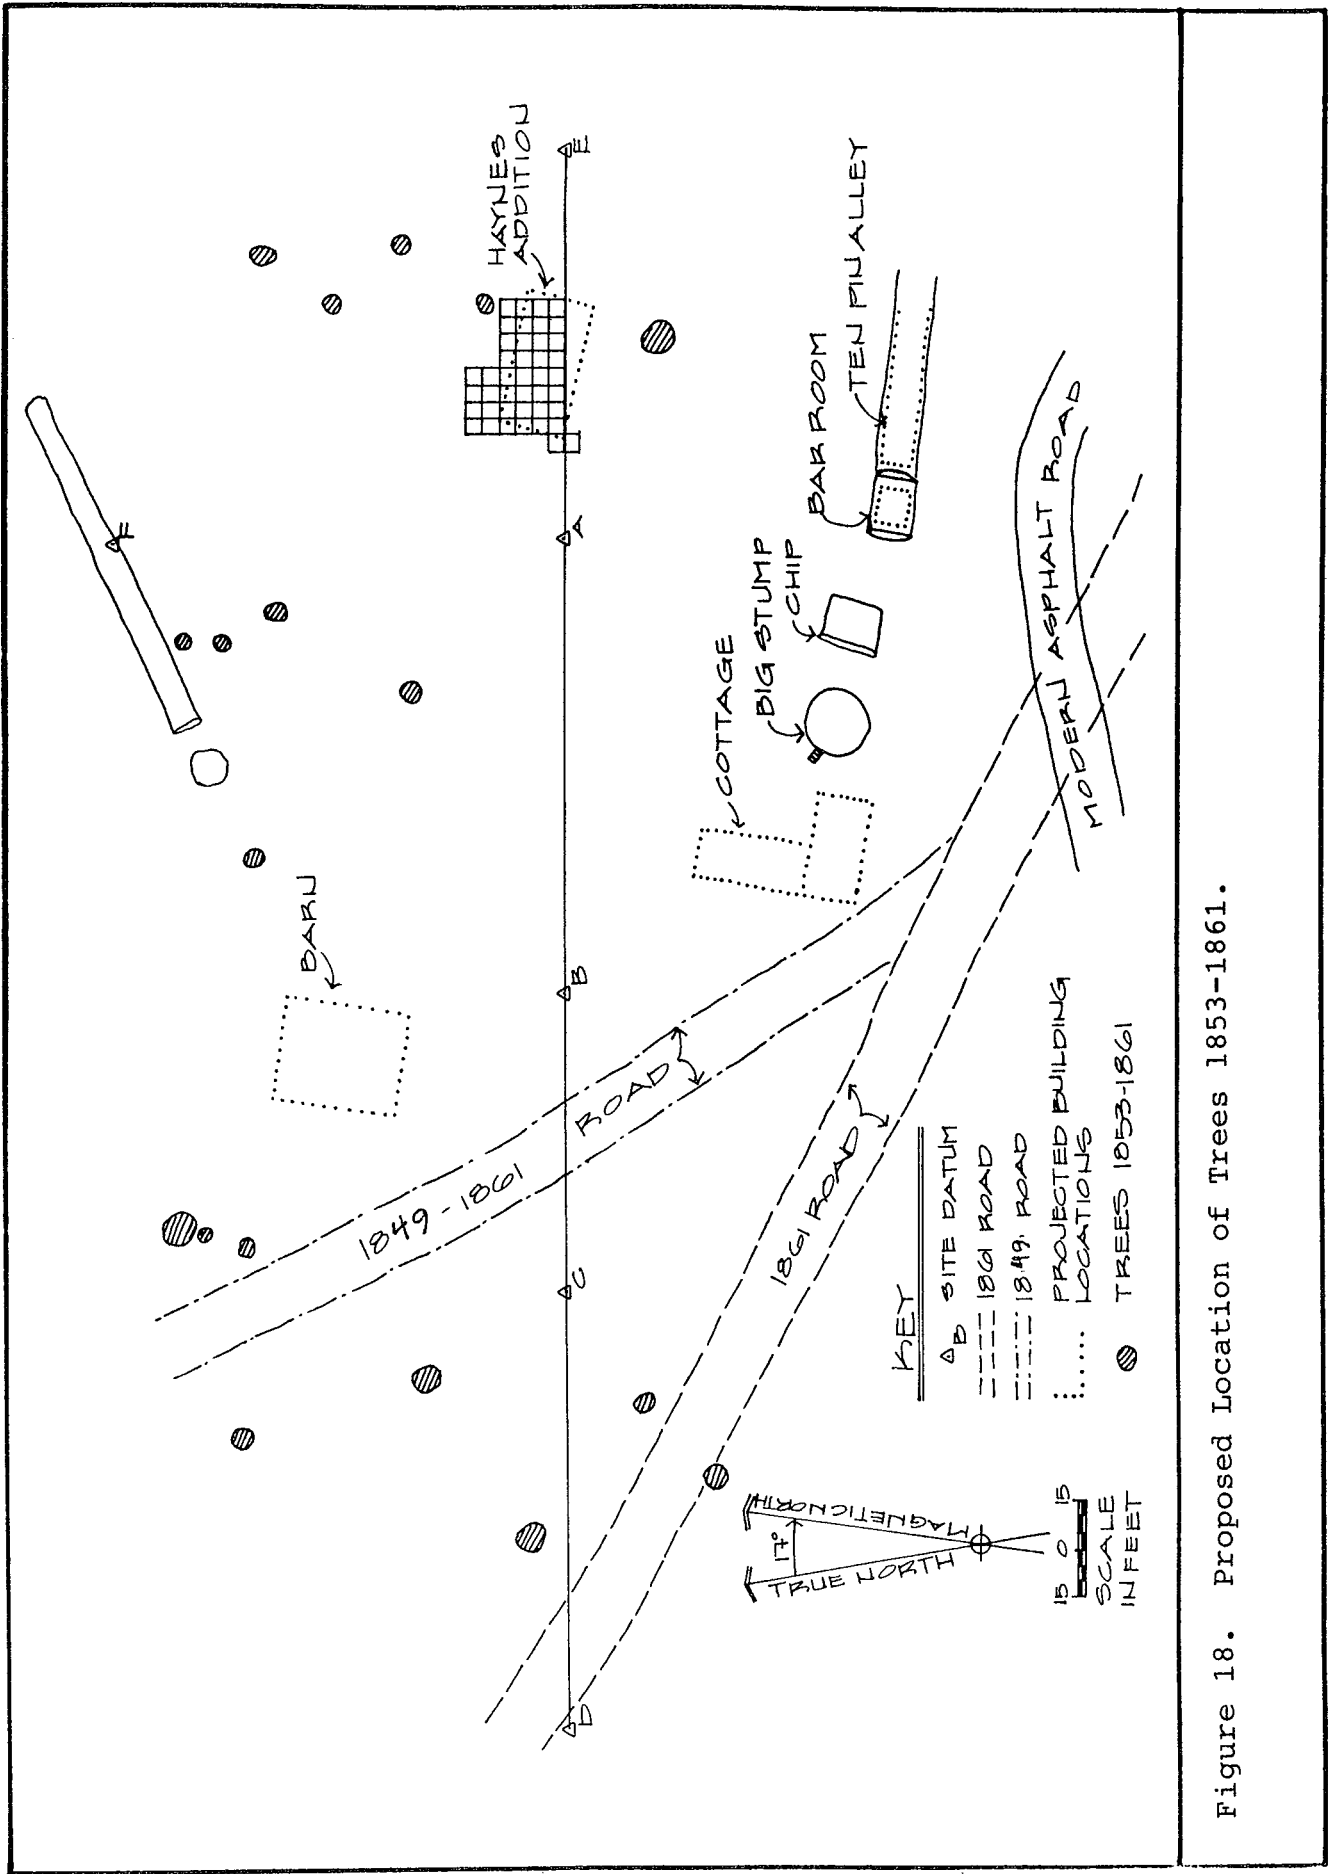 HAYNES
ADDITION
F
E
A
B
C
D
BARN
1849-1861
ROAD
COTTAGE
BIG STUMP
CHIP
BAR ROOM
TEN PIN ALLEY
MODERN ASPHALT ROAD
1861 ROAD
TRUE NORTH
17°
MAGNETIC NORTH
15 0 15
SCALE
IN FEET
KEY
B SITE DATUM
1861 ROAD
1849. ROAD
PROJECTED BUILDING
LOCATIONS
TREES 1853-1861
Figure 18. Proposed Location of Trees 1853-1861.